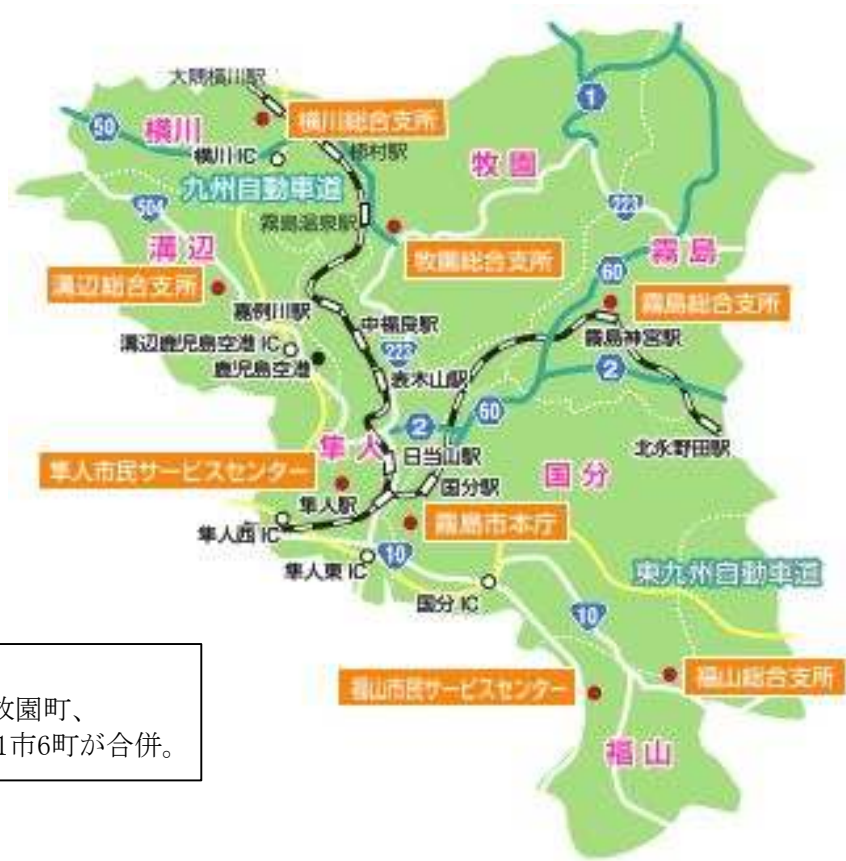 大隅横川駅
50
横川
横川総合支所
横川IC
植村駅
1
牧園
九州自動車道
504
223
霧島温泉駅
溝辺
霧島
牧園総合支所
60
溝辺総合支所
霧島総合支所
嘉例川駅
中福良駅
霧島神宮駅
溝辺鹿児島空港IC
223
鹿児島空港
表木山駅
2
60
2
隼人
日当山駅
北永野田駅
隼人市民サービスセンター
国分
国分駅
隼人駅
霧島市本庁
隼人西IC
10
隼人東IC
東九州自動車道
国分IC
10
福山市民サービスセンター
福山総合支所
牧園町、
1市6町が合併。
福山